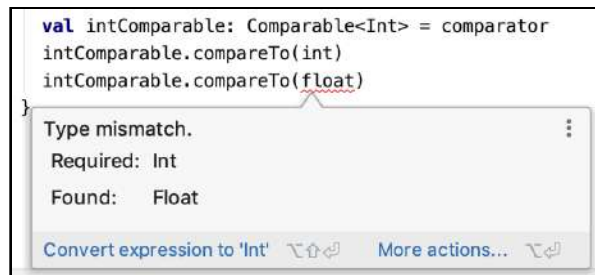 val intComparable: Comparable<Int> = comparator
intComparable.compareTo(int)
intComparable.compareTo(float)
}
Type mismatch.
Required: Int
Found: Float
Convert expression to 'Int' ⌥⇧⏎ More actions... ⌥⏎